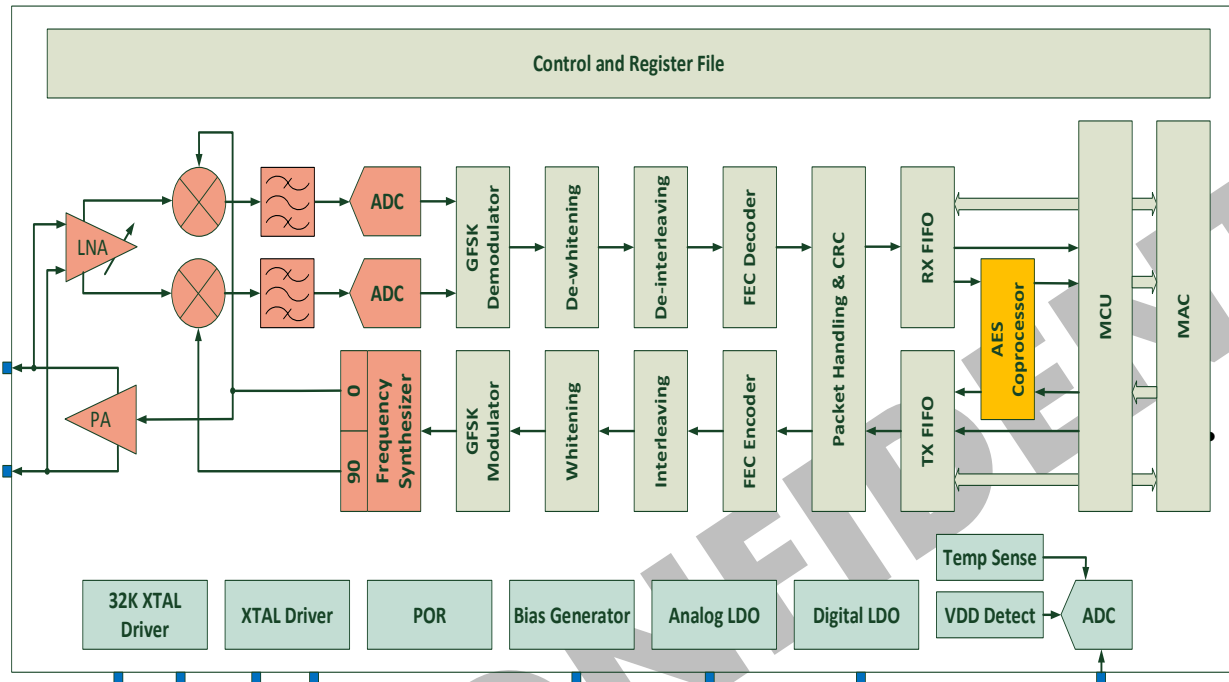 Control and Register File
LNA
ADC
ADC
GFSK
Demodulator
De-whitening
De-interleaving
FEC Decoder
Packet Handling & CRC
RX FIFO
AES
Coprocessor
MCU
MAC
PA
0
90
Frequency
Synthesizer
GFSK
Modulator
Whitening
Interleaving
FEC Encoder
TX FIFO
32K XTAL
Driver
XTAL Driver
POR
Bias Generator
Analog LDO
Digital LDO
Temp Sense
VDD Detect
ADC
ONFIDENT